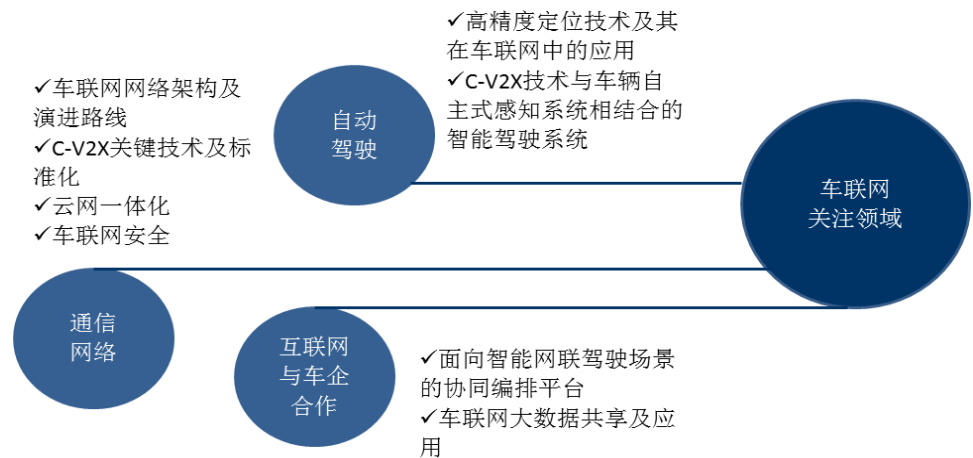 ✓高精度定位技术及其
在车联网中的应用
✓C-V2X技术与车辆自
主式感知系统相结合的
智能驾驶系统
自动
驾驶
✓车联网网络架构及
演进路线
✓C-V2X关键技术及标
准化
✓云网一体化
✓车联网安全
车联网
关注领域
通信
网络
互联网
与车企
合作
✓面向智能网联驾驶场景
的协同编排平台
✓车联网大数据共享及应
用